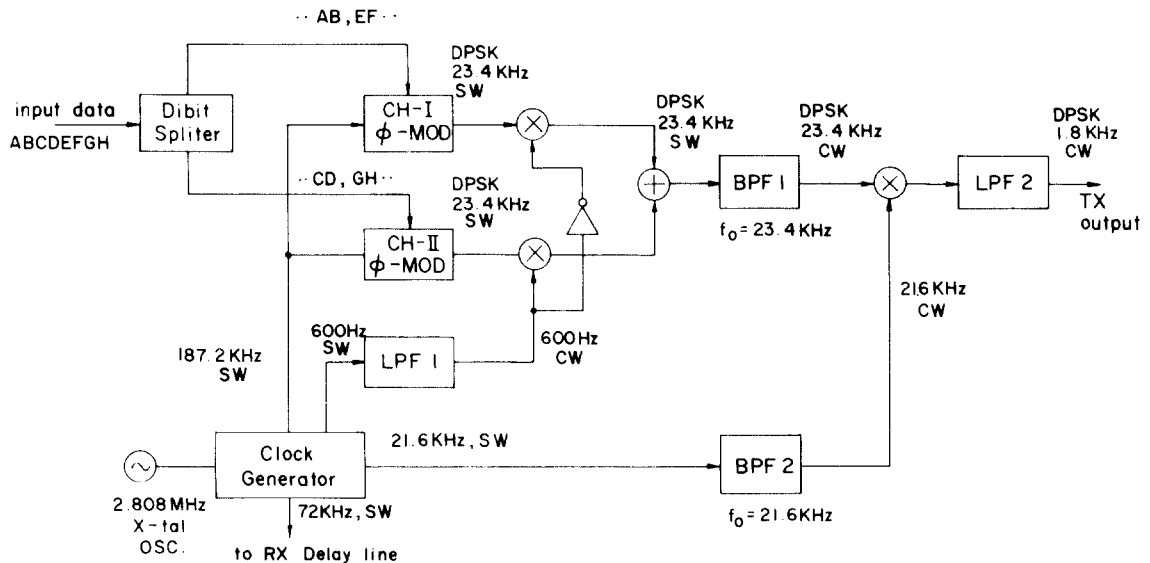 ·· AB, EF ··
input data
ABCDEFGH
Dibit
Spliter
CH-I
ϕ-MOD
DPSK
23.4 KHz
SW
·· CD, GH ··
CH-II
ϕ-MOD
DPSK
23.4 KHz
SW
DPSK
23.4 KHz
SW
BPF 1
f₀ = 23.4 KHz
DPSK
23.4 KHz
CW
LPF 2
DPSK
1.8 KHz
CW
TX
output
187.2 KHz
SW
600Hz
SW
LPF 1
600Hz
CW
21.6 KHz
CW
Clock
Generator
21.6 KHz, SW
BPF 2
f₀ = 21.6 KHz
2.808 MHz
X-tal
OSC.
72KHz, SW
to RX Delay line